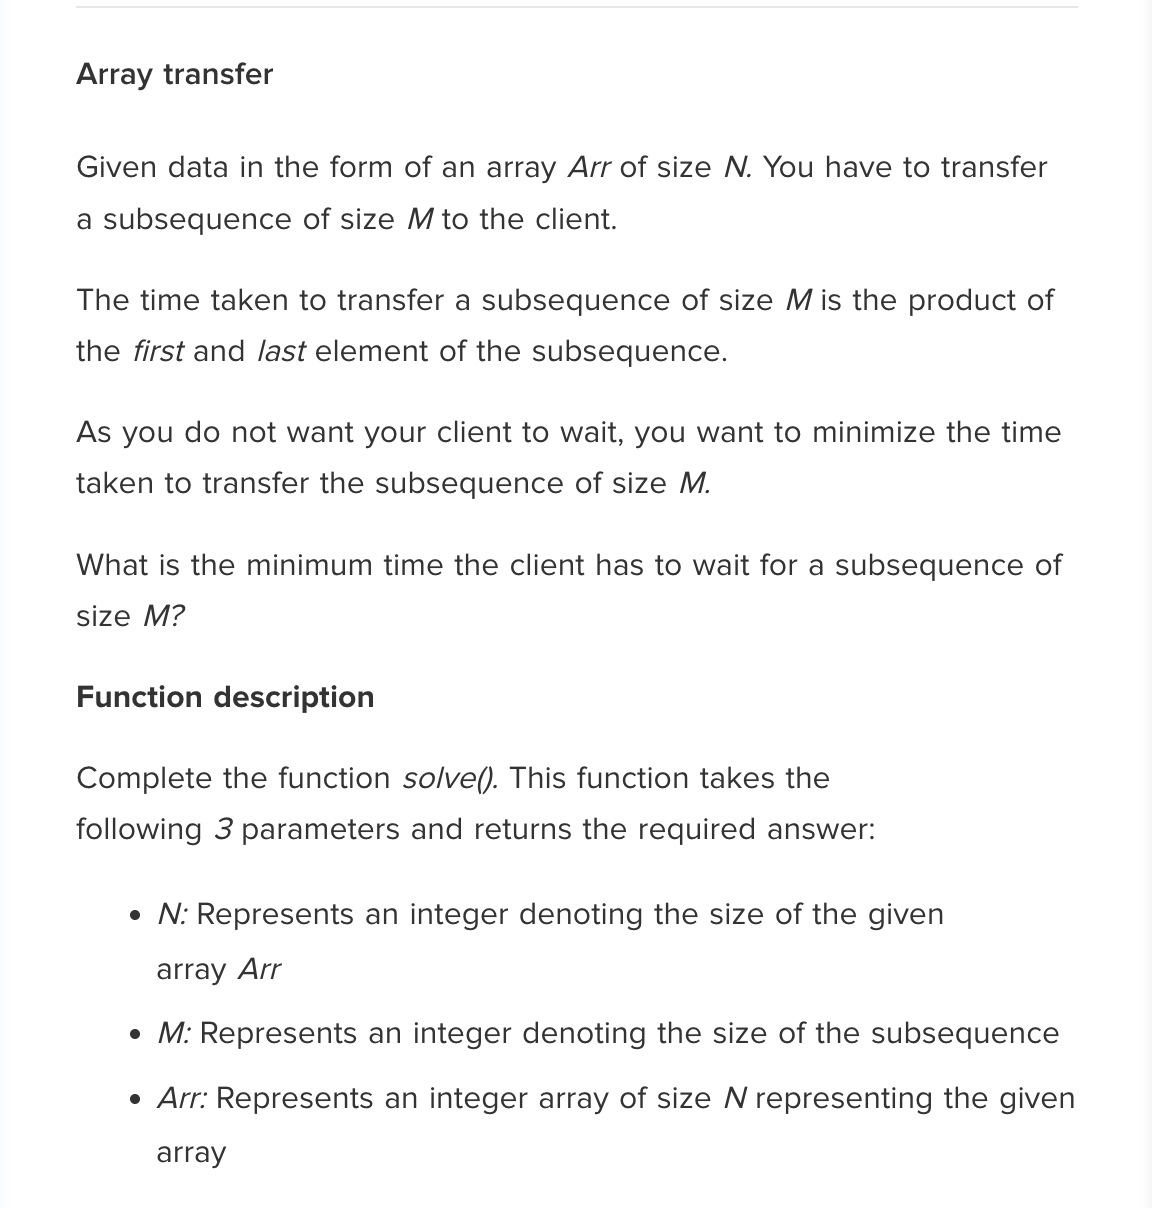 Array transfer
Given data in the form of an array Arr of size N. You have to transfer
a subsequence of size M to the client.
The time taken to transfer a subsequence of size M is the product of
the first and last element of the subsequence.
As you do not want your client to wait, you want to minimize the time
taken to transfer the subsequence of size M.
What is the minimum time the client has to wait for a subsequence of
size M?
Function description
Complete the function solve(). This function takes the
following 3 parameters and returns the required answer:
• N: Represents an integer denoting the size of the given
array Arr
• M: Represents an integer denoting the size of the subsequence
• Arr: Represents an integer array of size N representing the given
array